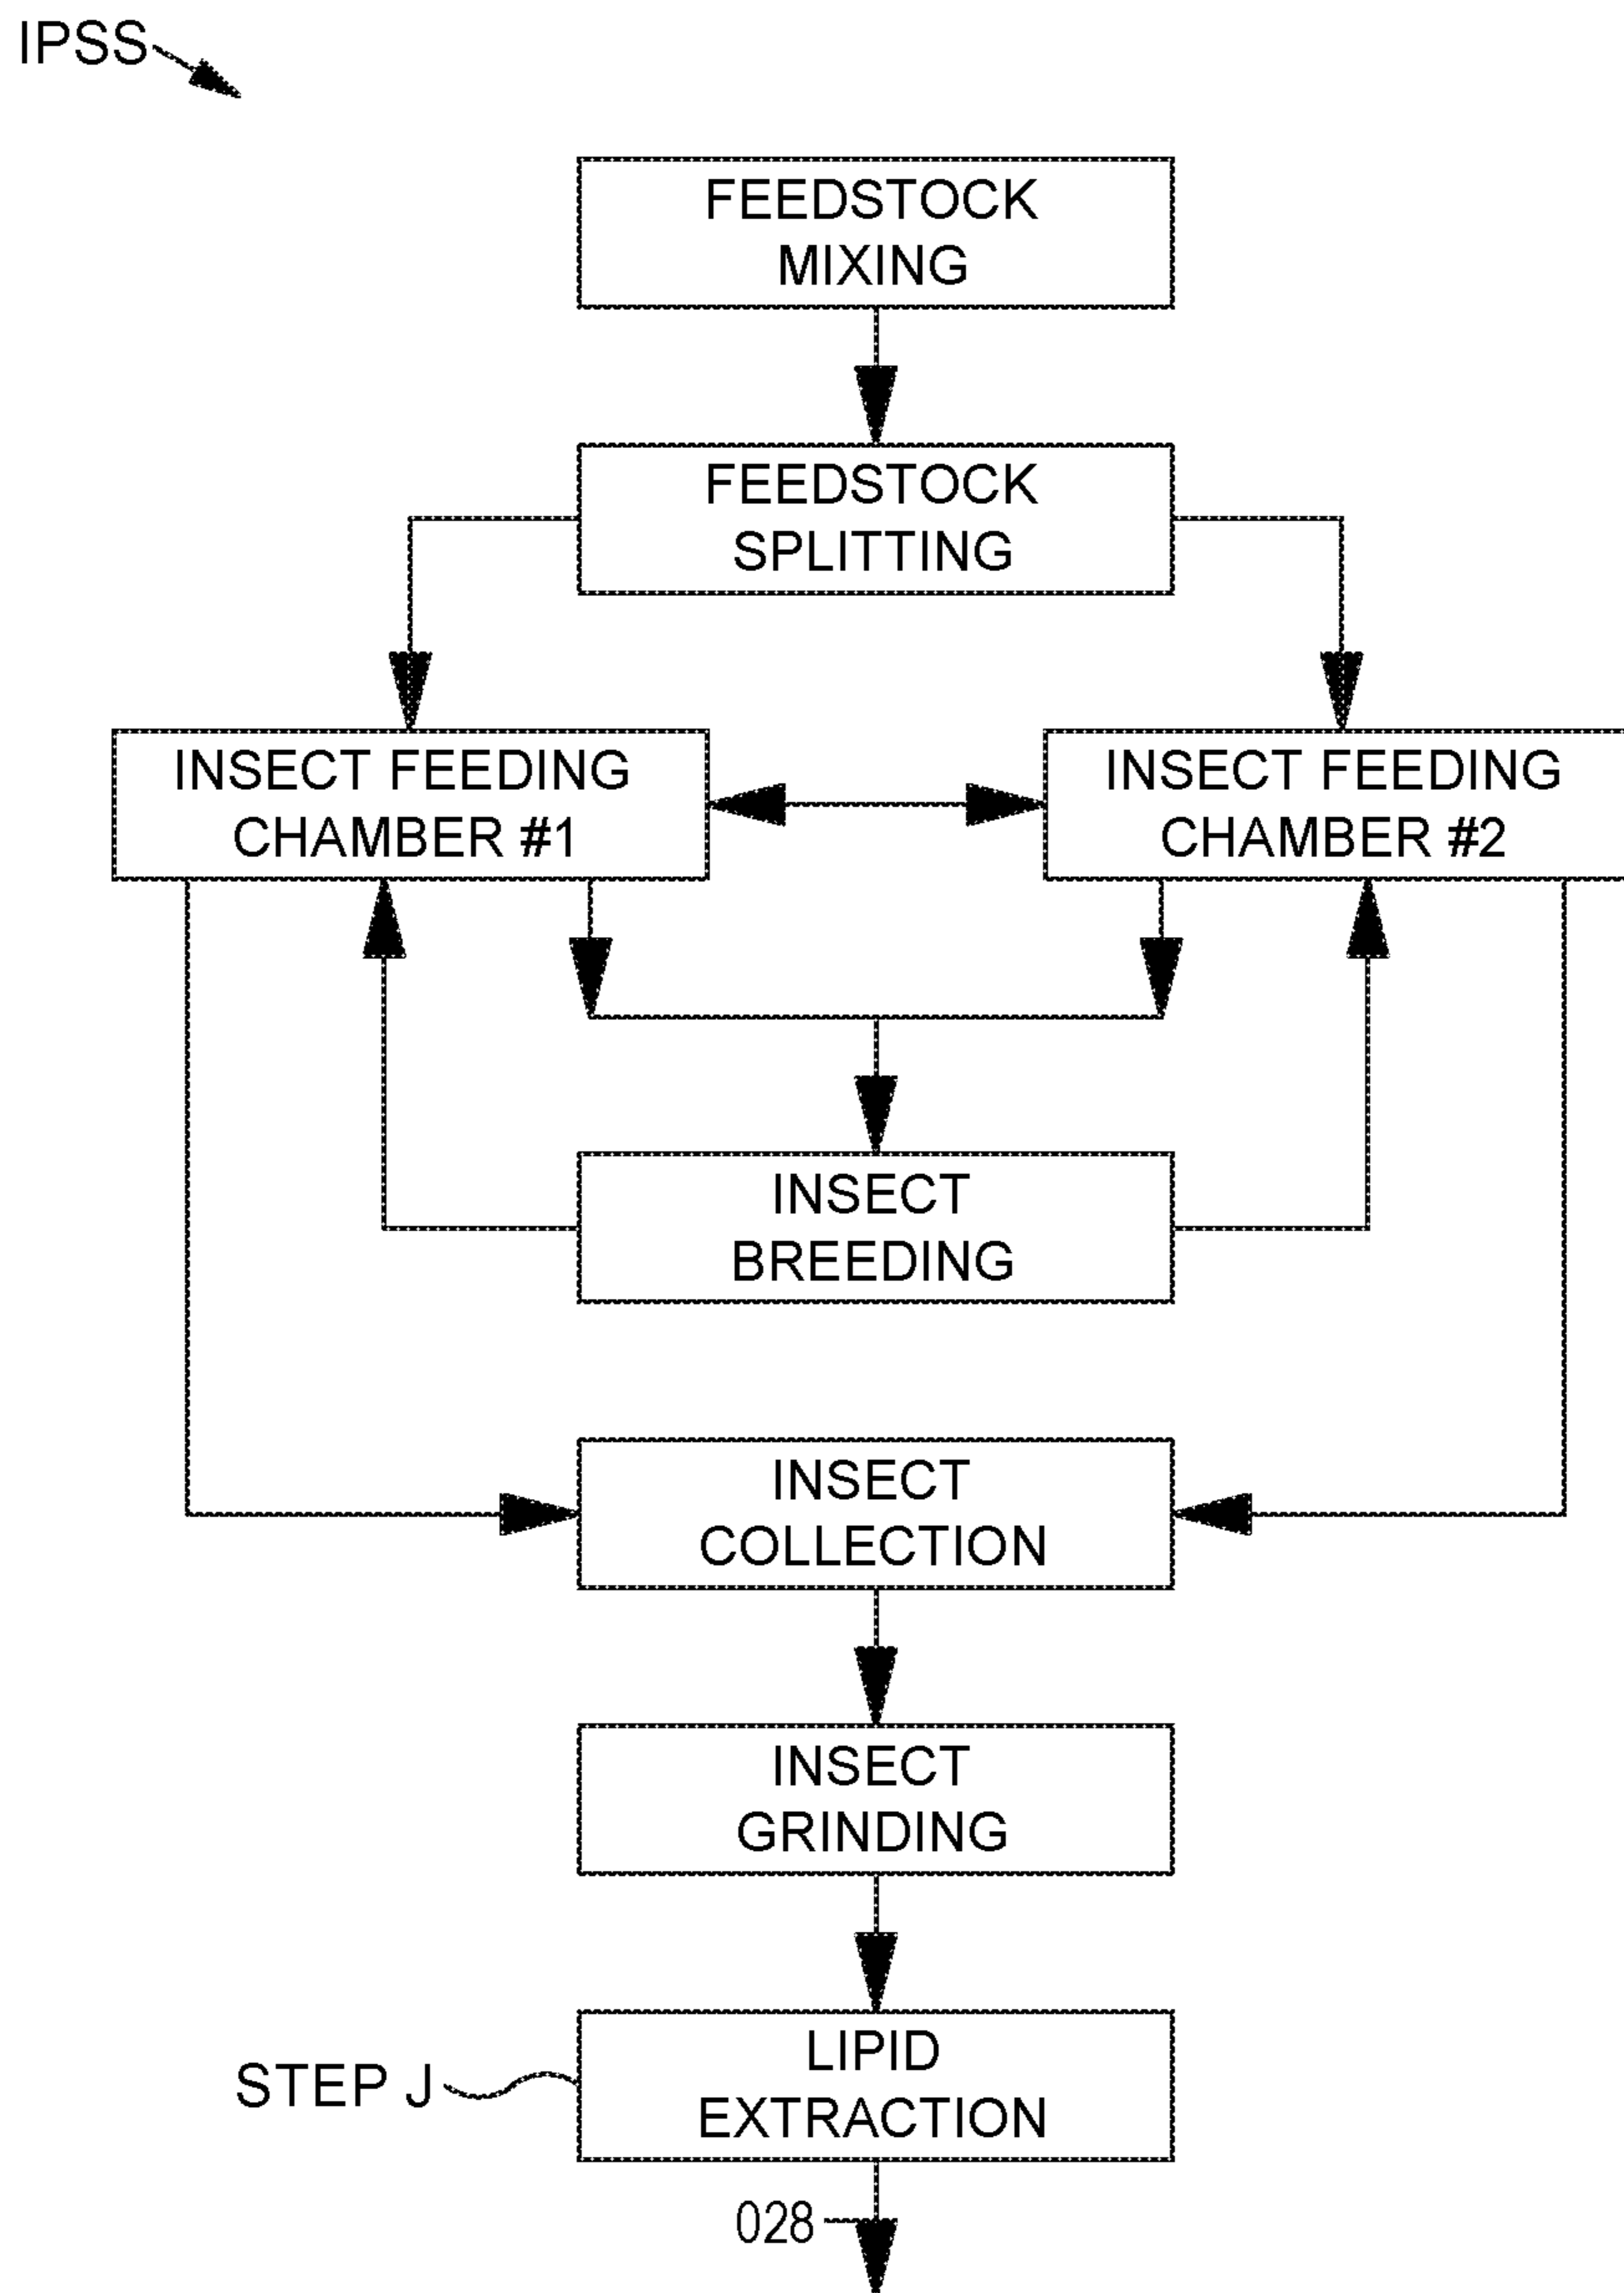 IPSS
FEEDSTOCK
MIXING
FEEDSTOCK
SPLITTING
INSECT FEEDING
CHAMBER #1
INSECT FEEDING
CHAMBER #2
INSECT
BREEDING
INSECT
COLLECTION
INSECT
GRINDING
STEP J
LIPID
EXTRACTION
028